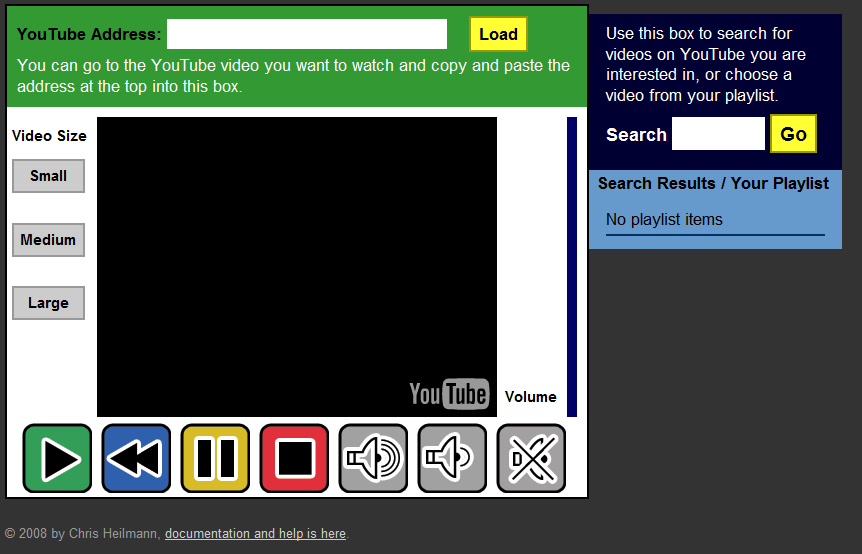 YouTube Address:
Load
You can go to the YouTube video you want to watch and copy and paste the
address at the top into this box.
Video Size
Small
Medium
Large
YouTube
Volume
Use this box to search for
videos on YouTube you are
interested in, or choose a
video from your playlist.
Search
Go
Search Results / Your Playlist
No playlist items
© 2008 by Chris Heilmann, documentation and help is here.